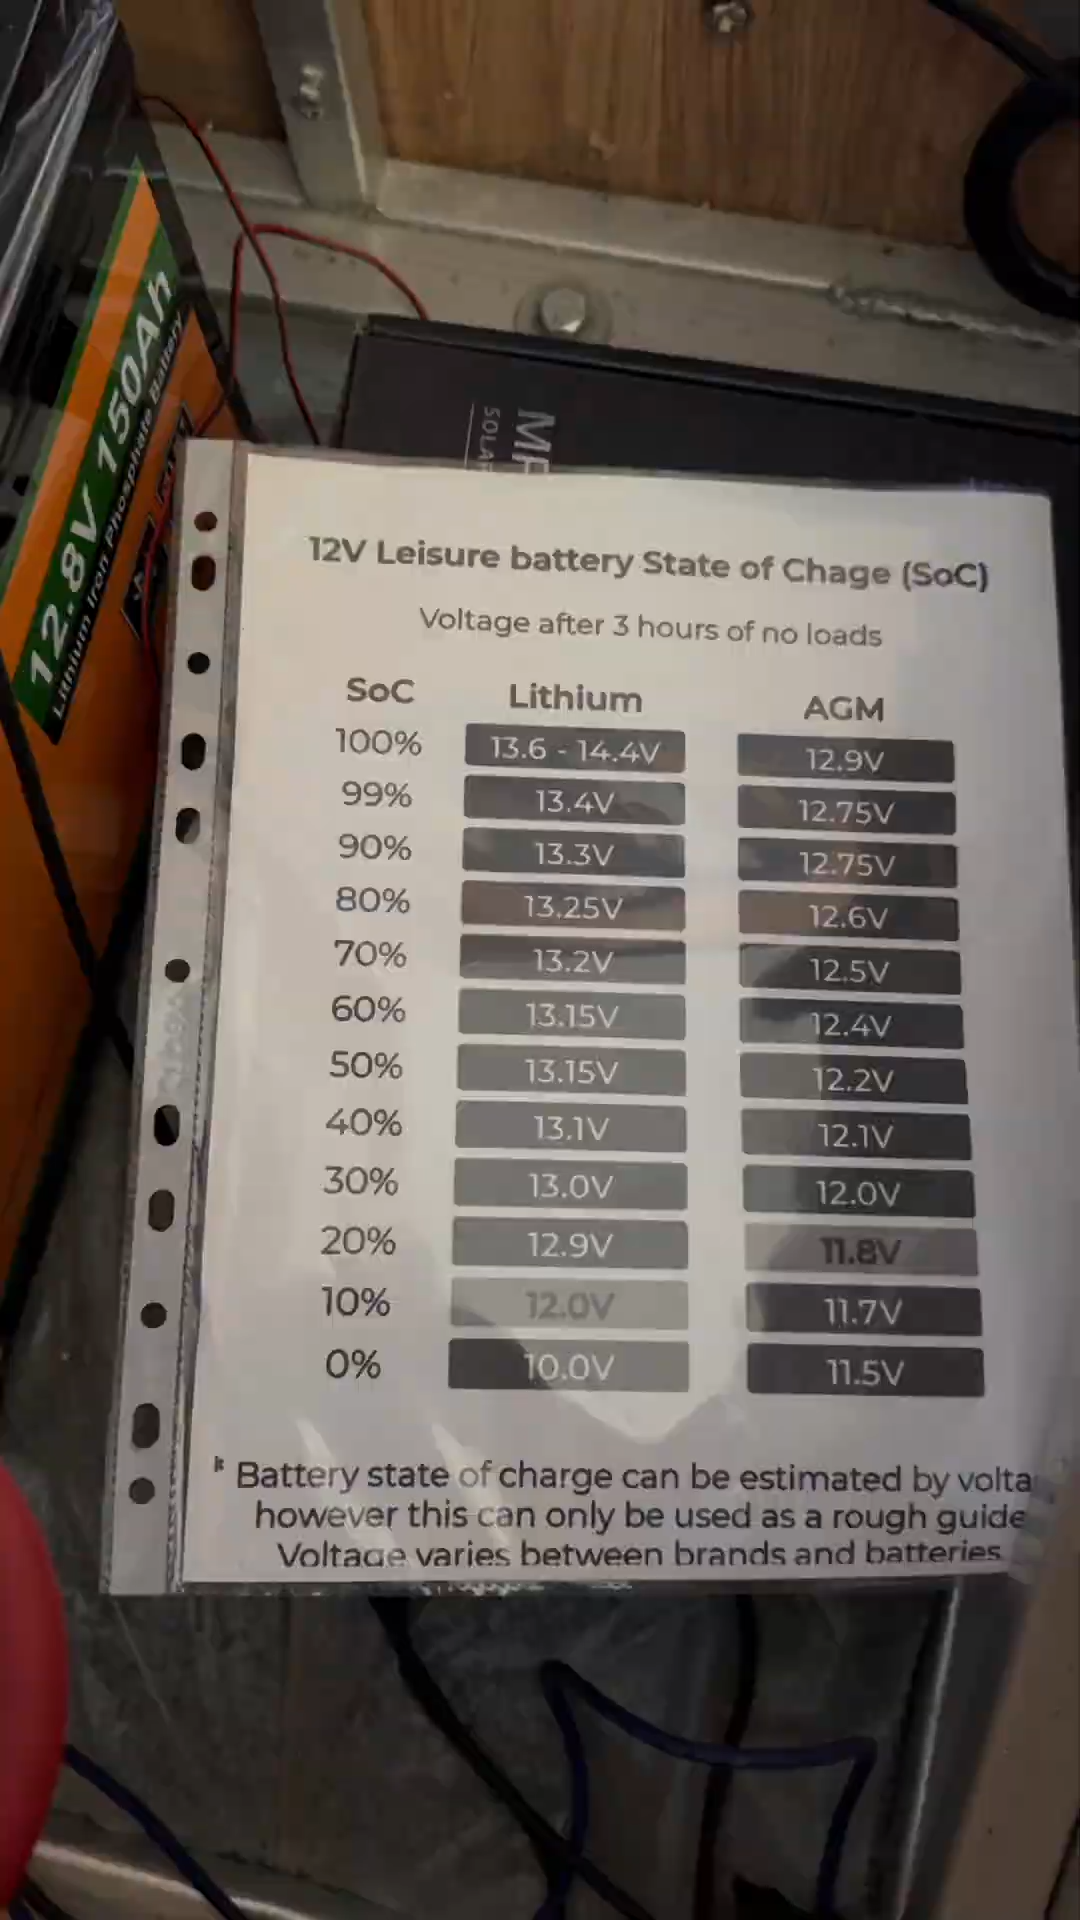 12.8V 150Ah
Lithium Iron Phosphate Battery
SOLAR
12V Leisure battery State of Chage (SoC)
Voltage after 3 hours of no loads
SoC Lithium AGM
100% 13.6 - 14.4V 12.9V
99% 13.4V 12.75V
90% 13.3V 12.75V
80% 13.25V 12.6V
70% 13.2V 12.5V
60% 13.15V 12.4V
50% 13.15V 12.2V
40% 13.1V 12.1V
30% 13.0V 12.0V
20% 12.9V 11.8V
10% 12.0V 11.7V
0% 10.0V 11.5V
* Battery state of charge can be estimated by volta
however this can only be used as a rough guide
Voltage varies between brands and batteries